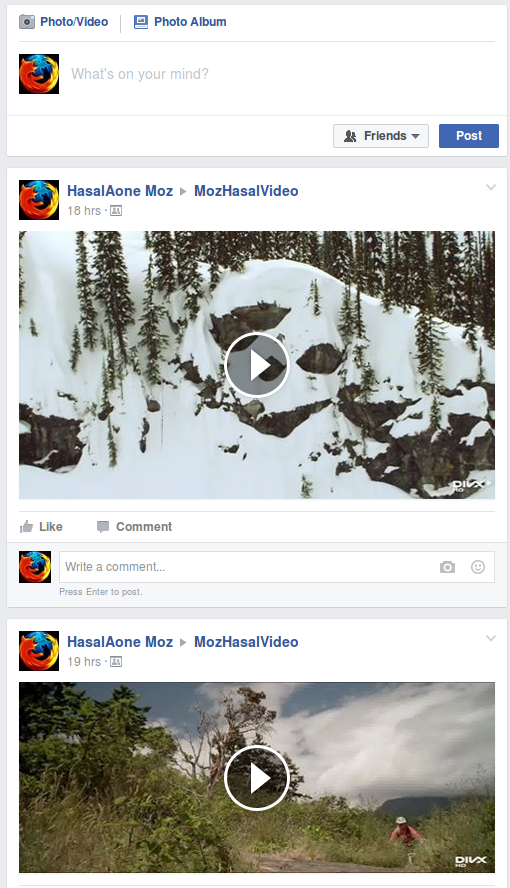 Photo/Video Photo Album
What's on your mind?
Friends Post
HasalAone Moz MozHasalVideo
18 hrs ·
DIVX
HD
Like Comment
Write a comment...
Press Enter to post.
HasalAone Moz MozHasalVideo
19 hrs ·
DIVX
HD